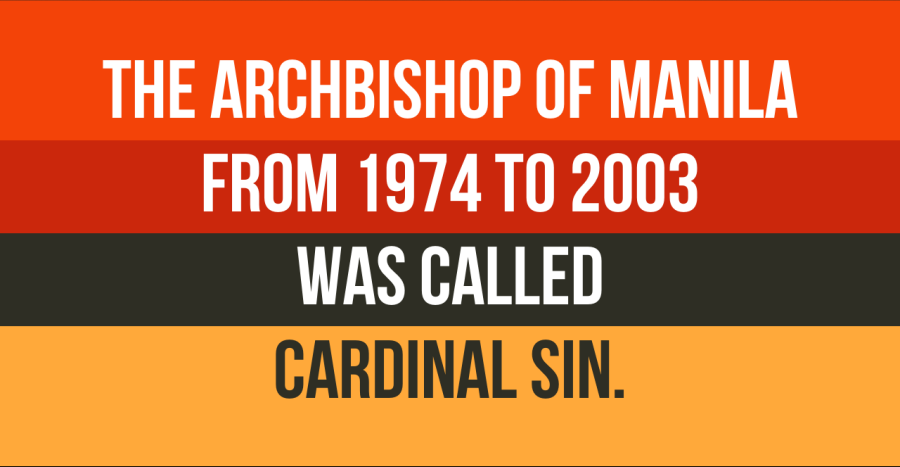 THE ARCHBISHOP OF MANILA
FROM 1974 TO 2003
WAS CALLED
CARDINAL SIN.